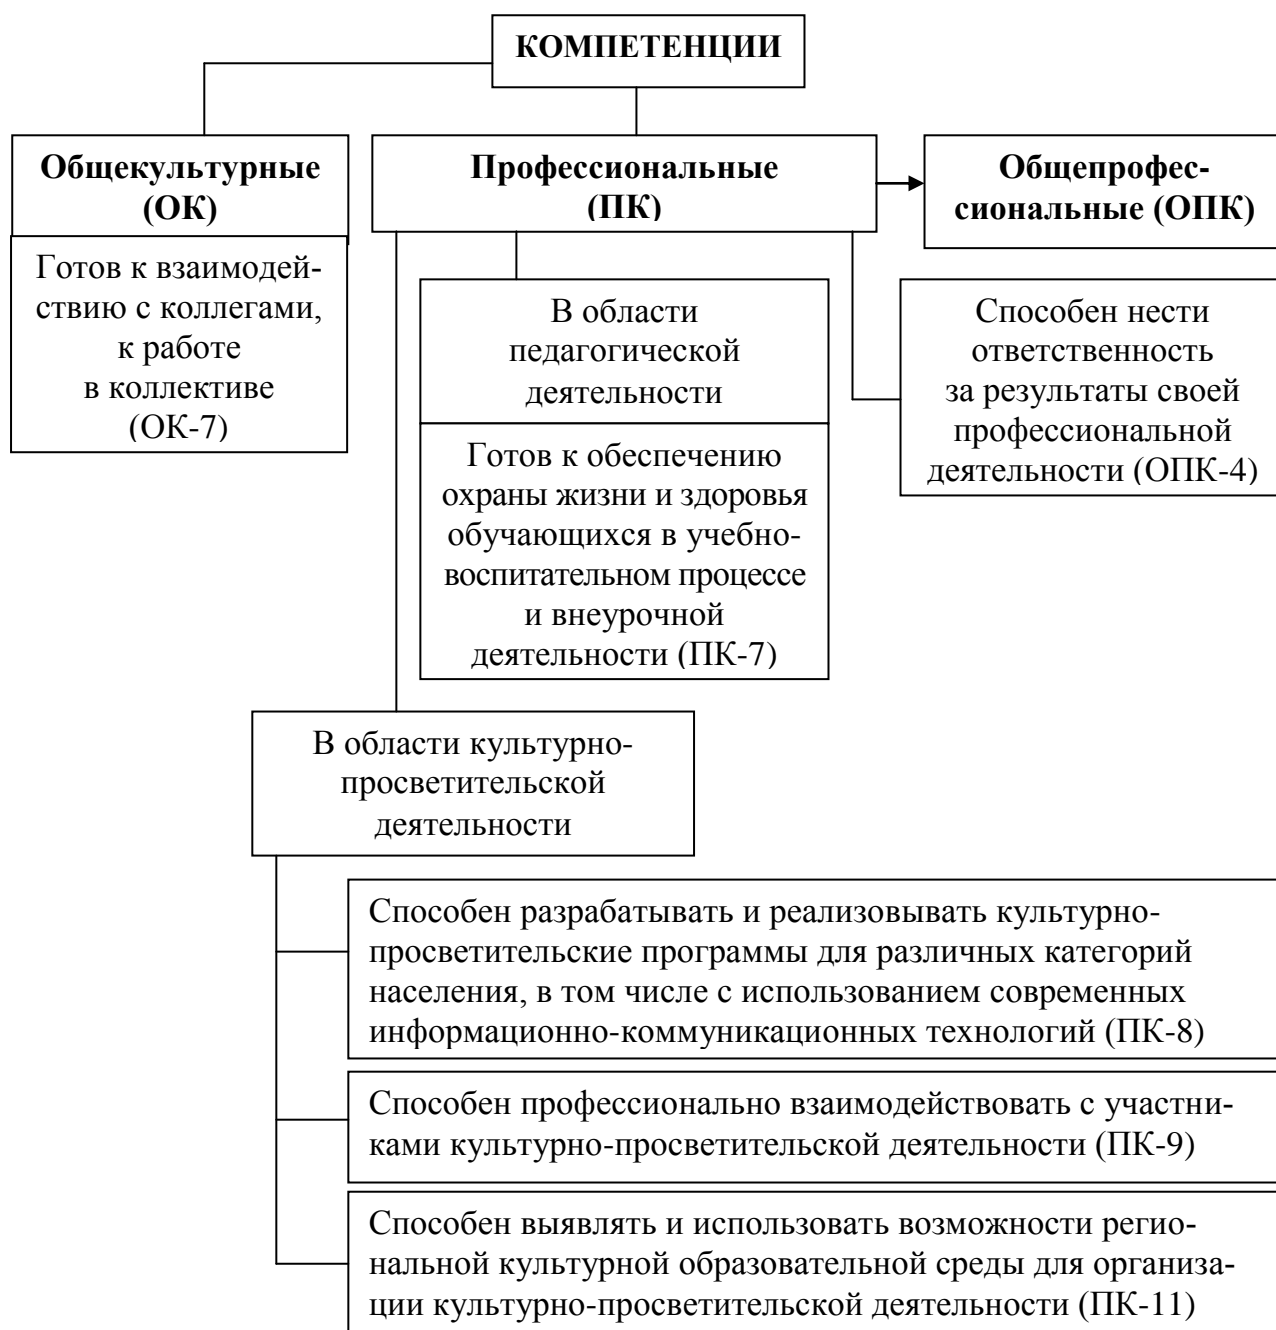 КОМПЕТЕНЦИИ
Общекультурные
(ОК)
Профессиональные
(ПК)
Общепрофес-
сиональные (ОПК)
Готов к взаимодей-
ствию с коллегами,
к работе
в коллективе
(ОК-7)
В области
педагогической
деятельности
Способен нести
ответственность
за результаты своей
профессиональной
деятельности (ОПК-4)
Готов к обеспечению
охраны жизни и здоровья
обучающихся в учебно-
воспитательном процессе
и внеурочной
деятельности (ПК-7)
В области культурно-
просветительской
деятельности
Способен разрабатывать и реализовывать культурно-
просветительские программы для различных категорий
населения, в том числе с использованием современных
информационно-коммуникационных технологий (ПК-8)
Способен профессионально взаимодействовать с участни-
ками культурно-просветительской деятельности (ПК-9)
Способен выявлять и использовать возможности регио-
нальной культурной образовательной среды для организа-
ции культурно-просветительской деятельности (ПК-11)